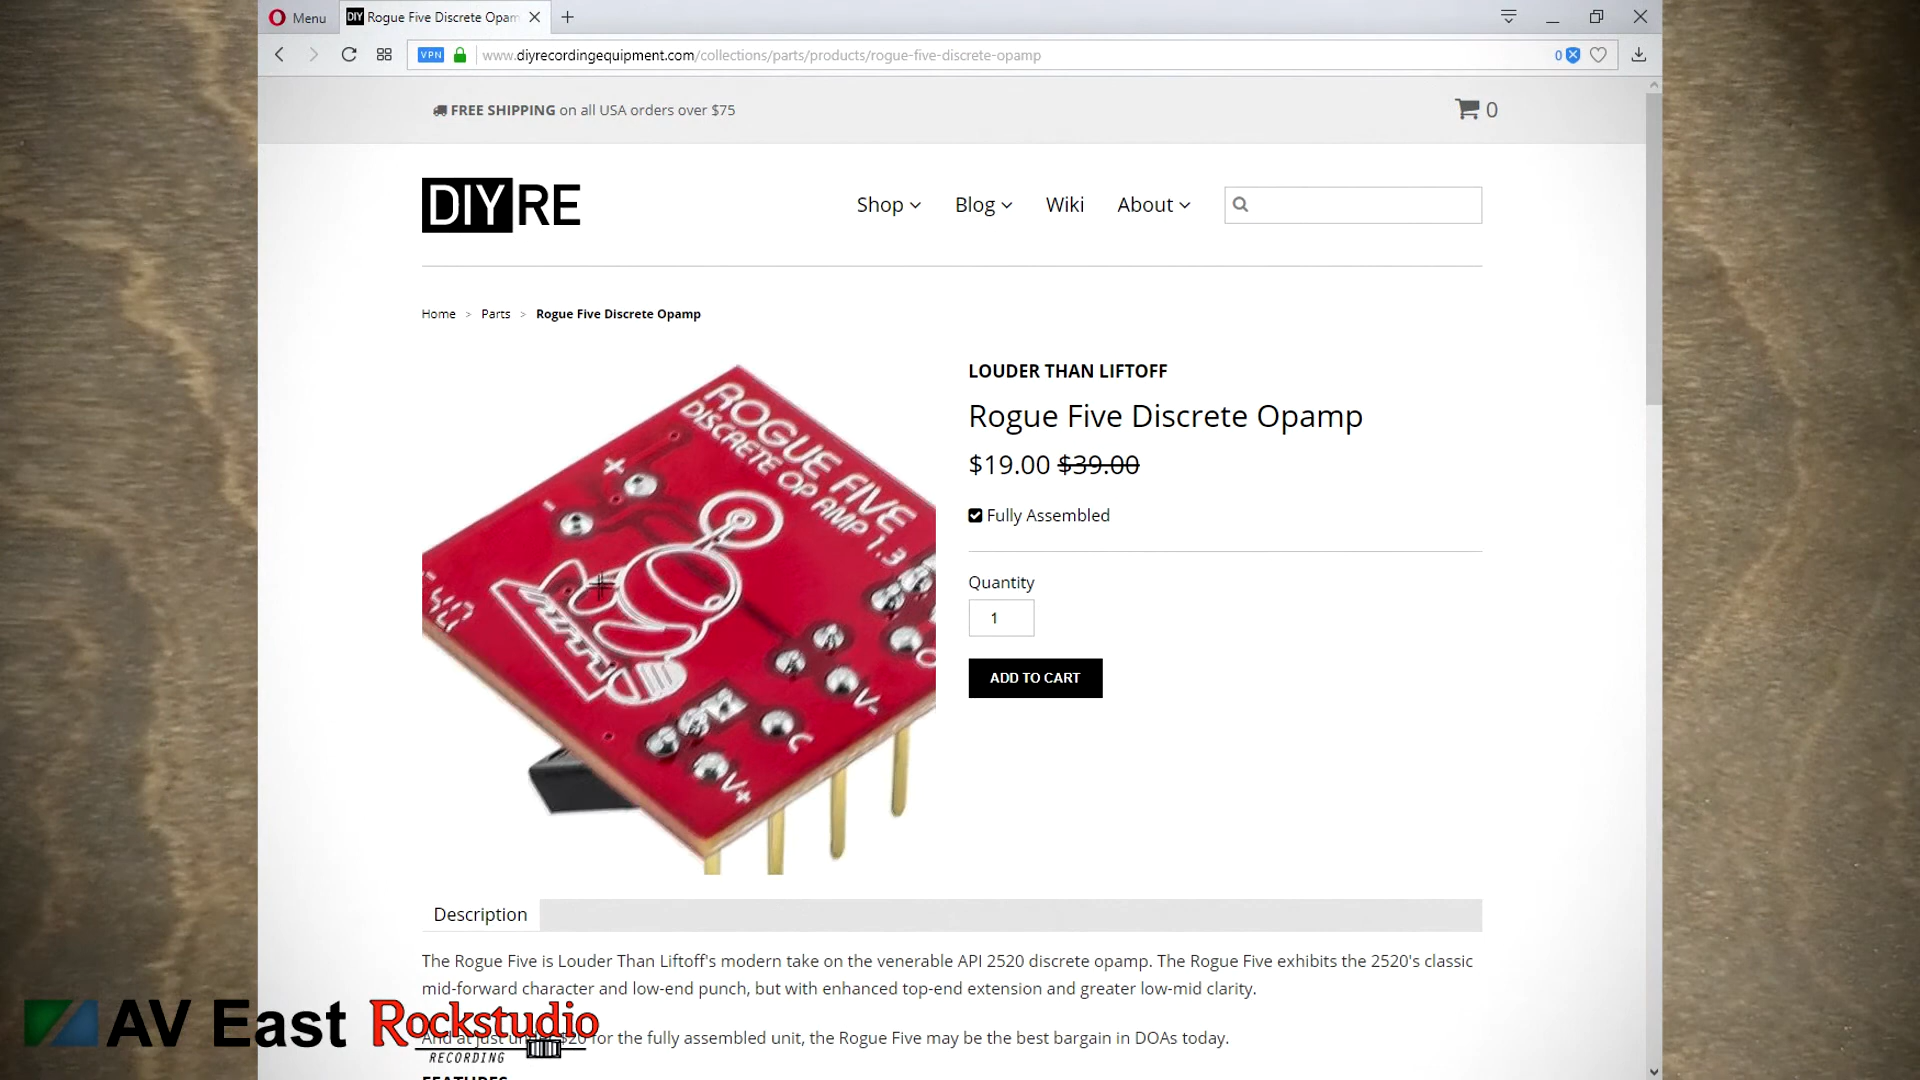 Menu
DIY Rogue Five Discrete Opam
VPN www.diyrecordingequipment.com/collections/parts/products/rogue-five-discrete-opamp 0
FREE SHIPPING on all USA orders over $75
0
DIYRE
Shop Blog Wiki About
Home > Parts > Rogue Five Discrete Opamp
ROGUE FIVE
DISCRETE OP AMP 1.3
+
-
V-
C
V+
LOUDER THAN LIFTOFF
Rogue Five Discrete Opamp
$19.00 $39.00
Fully Assembled
Quantity
1
ADD TO CART
Description
The Rogue Five is Louder Than Liftoff's modern take on the venerable API 2520 discrete opamp. The Rogue Five exhibits the 2520's classic
mid-forward character and low-end punch, but with enhanced top-end extension and greater low-mid clarity.
And at just $20 for the fully assembled unit, the Rogue Five may be the best bargain in DOAs today.
FEATURES
AV East
Rockstudio
RECORDING